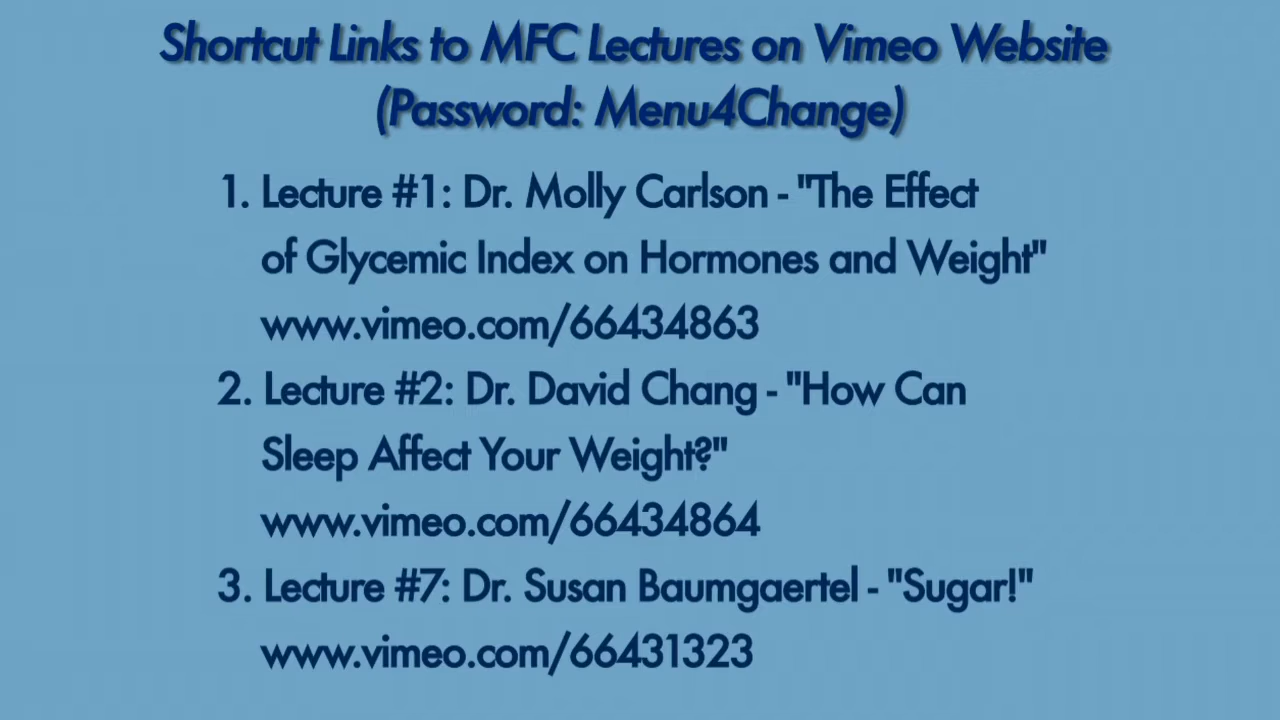 Shortcut Links to MFC Lectures on Vimeo Website
(Password: Menu4Change)
1. Lecture #1: Dr. Molly Carlson - "The Effect
of Glycemic Index on Hormones and Weight"
www.vimeo.com/66434863
2. Lecture #2: Dr. David Chang - "How Can
Sleep Affect Your Weight?"
www.vimeo.com/66434864
3. Lecture #7: Dr. Susan Baumgaertel - "Sugar!"
www.vimeo.com/66431323